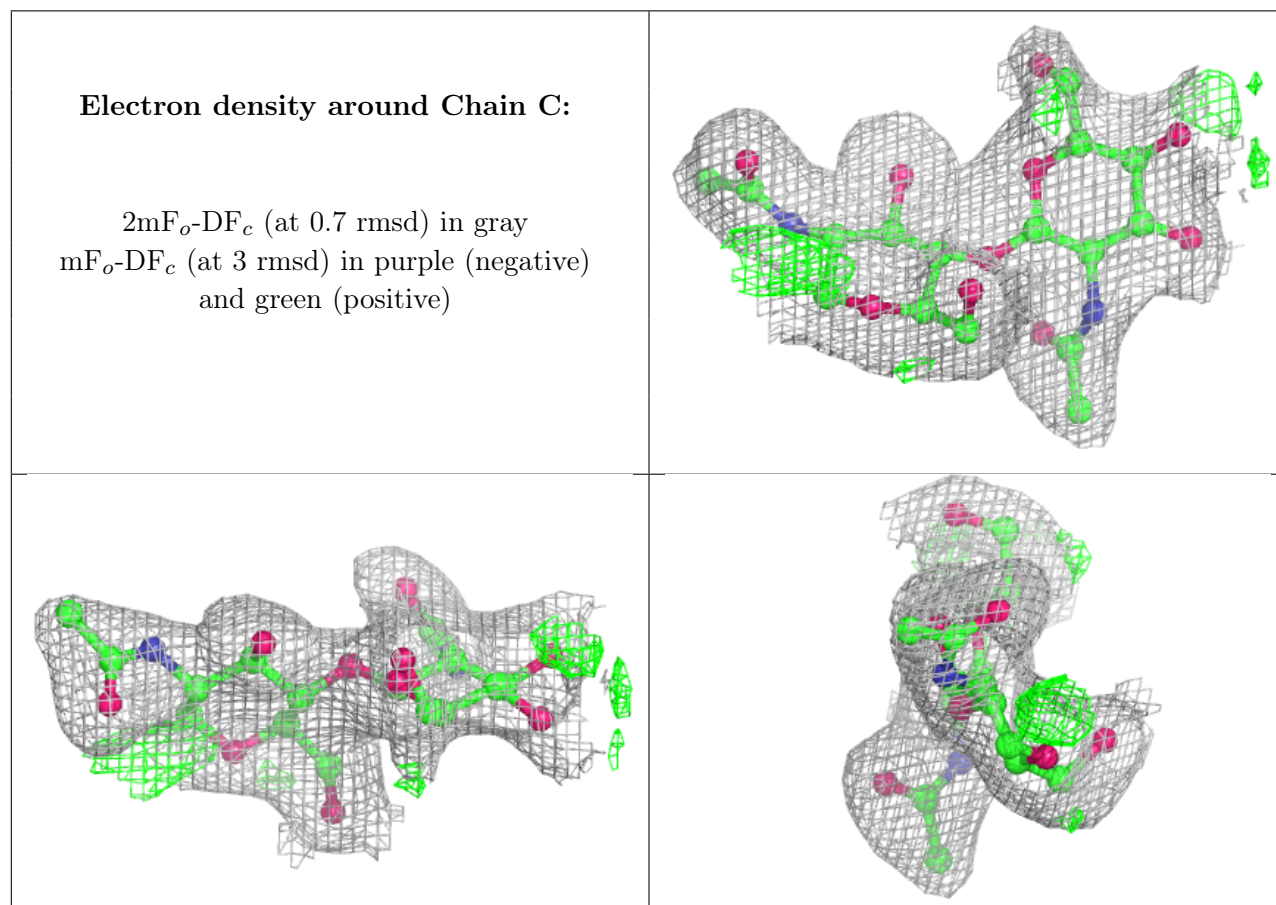 Electron density around Chain C:
2mFo-DFc (at 0.7 rmsd) in gray
mFo-DFc (at 3 rmsd) in purple (negative)
and green (positive)